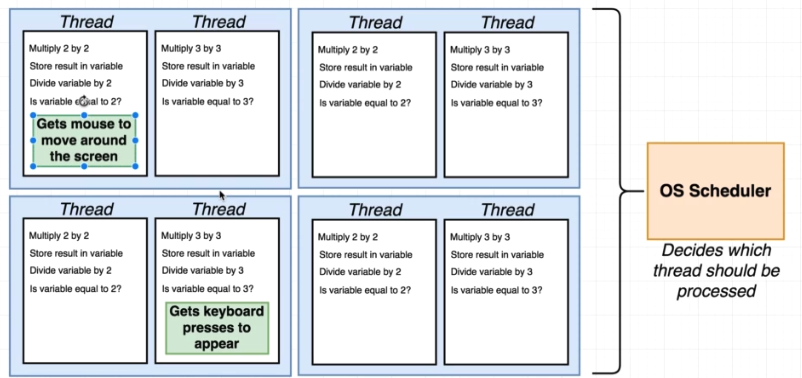 Thread
Multiply 2 by 2
Store result in variable
Divide variable by 2
Is variable equal to 2?
Gets mouse to
move around
the screen
Thread
Multiply 3 by 3
Store result in variable
Divide variable by 3
Is variable equal to 3?
Thread
Multiply 2 by 2
Store result in variable
Divide variable by 2
Is variable equal to 2?
Thread
Multiply 3 by 3
Store result in variable
Divide variable by 3
Is variable equal to 3?
Thread
Multiply 2 by 2
Store result in variable
Divide variable by 2
Is variable equal to 2?
Thread
Multiply 3 by 3
Store result in variable
Divide variable by 3
Is variable equal to 3?
Gets keyboard
presses to
appear
Thread
Multiply 2 by 2
Store result in variable
Divide variable by 2
Is variable equal to 2?
Thread
Multiply 3 by 3
Store result in variable
Divide variable by 3
Is variable equal to 3?
OS Scheduler
Decides which
thread should be
processed